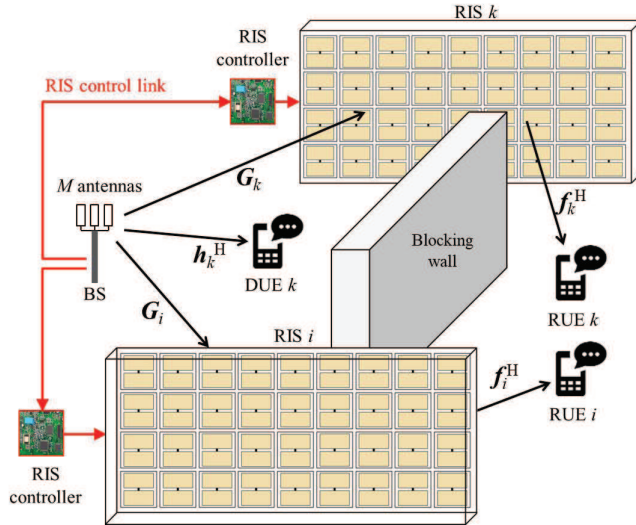 RIS k
RIS
controller
RIS control link
G_k
M antennas
f_k^H
h_k^H
Blocking
wall
DUE k
BS
G_i
RUE k
RIS i
f_i^H
RUE i
RIS
controller